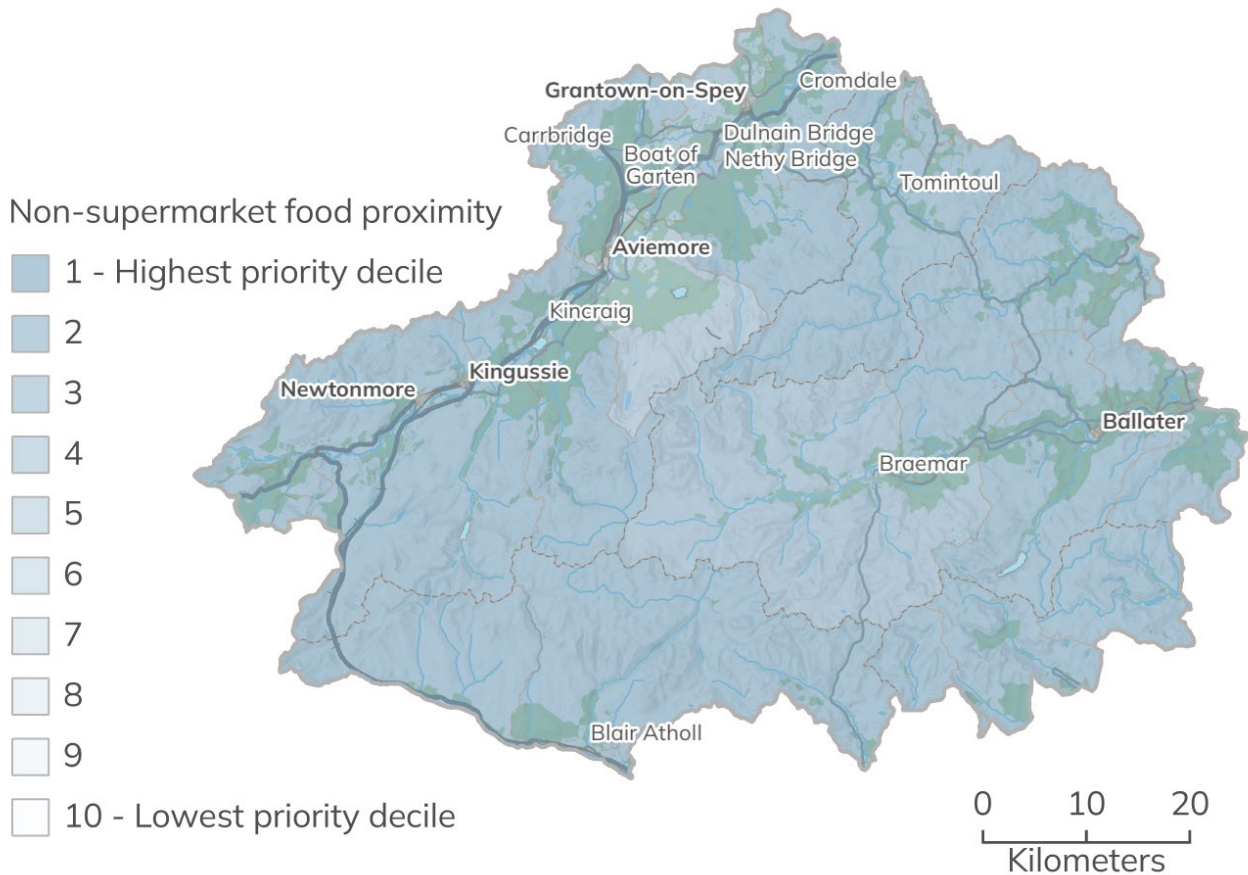 Grantown-on-Spey
Cromdale
Carrbridge
Dulnain Bridge
Boat of
Garten
Nethy Bridge
Tomintoul
Non-supermarket food proximity
1 - Highest priority decile
2
3
4
5
6
7
8
9
10 - Lowest priority decile
Aviemore
Kincraig
Kingussie
Newtonmore
Ballater
Braemar
Blair Atholl
0 10 20
Kilometers